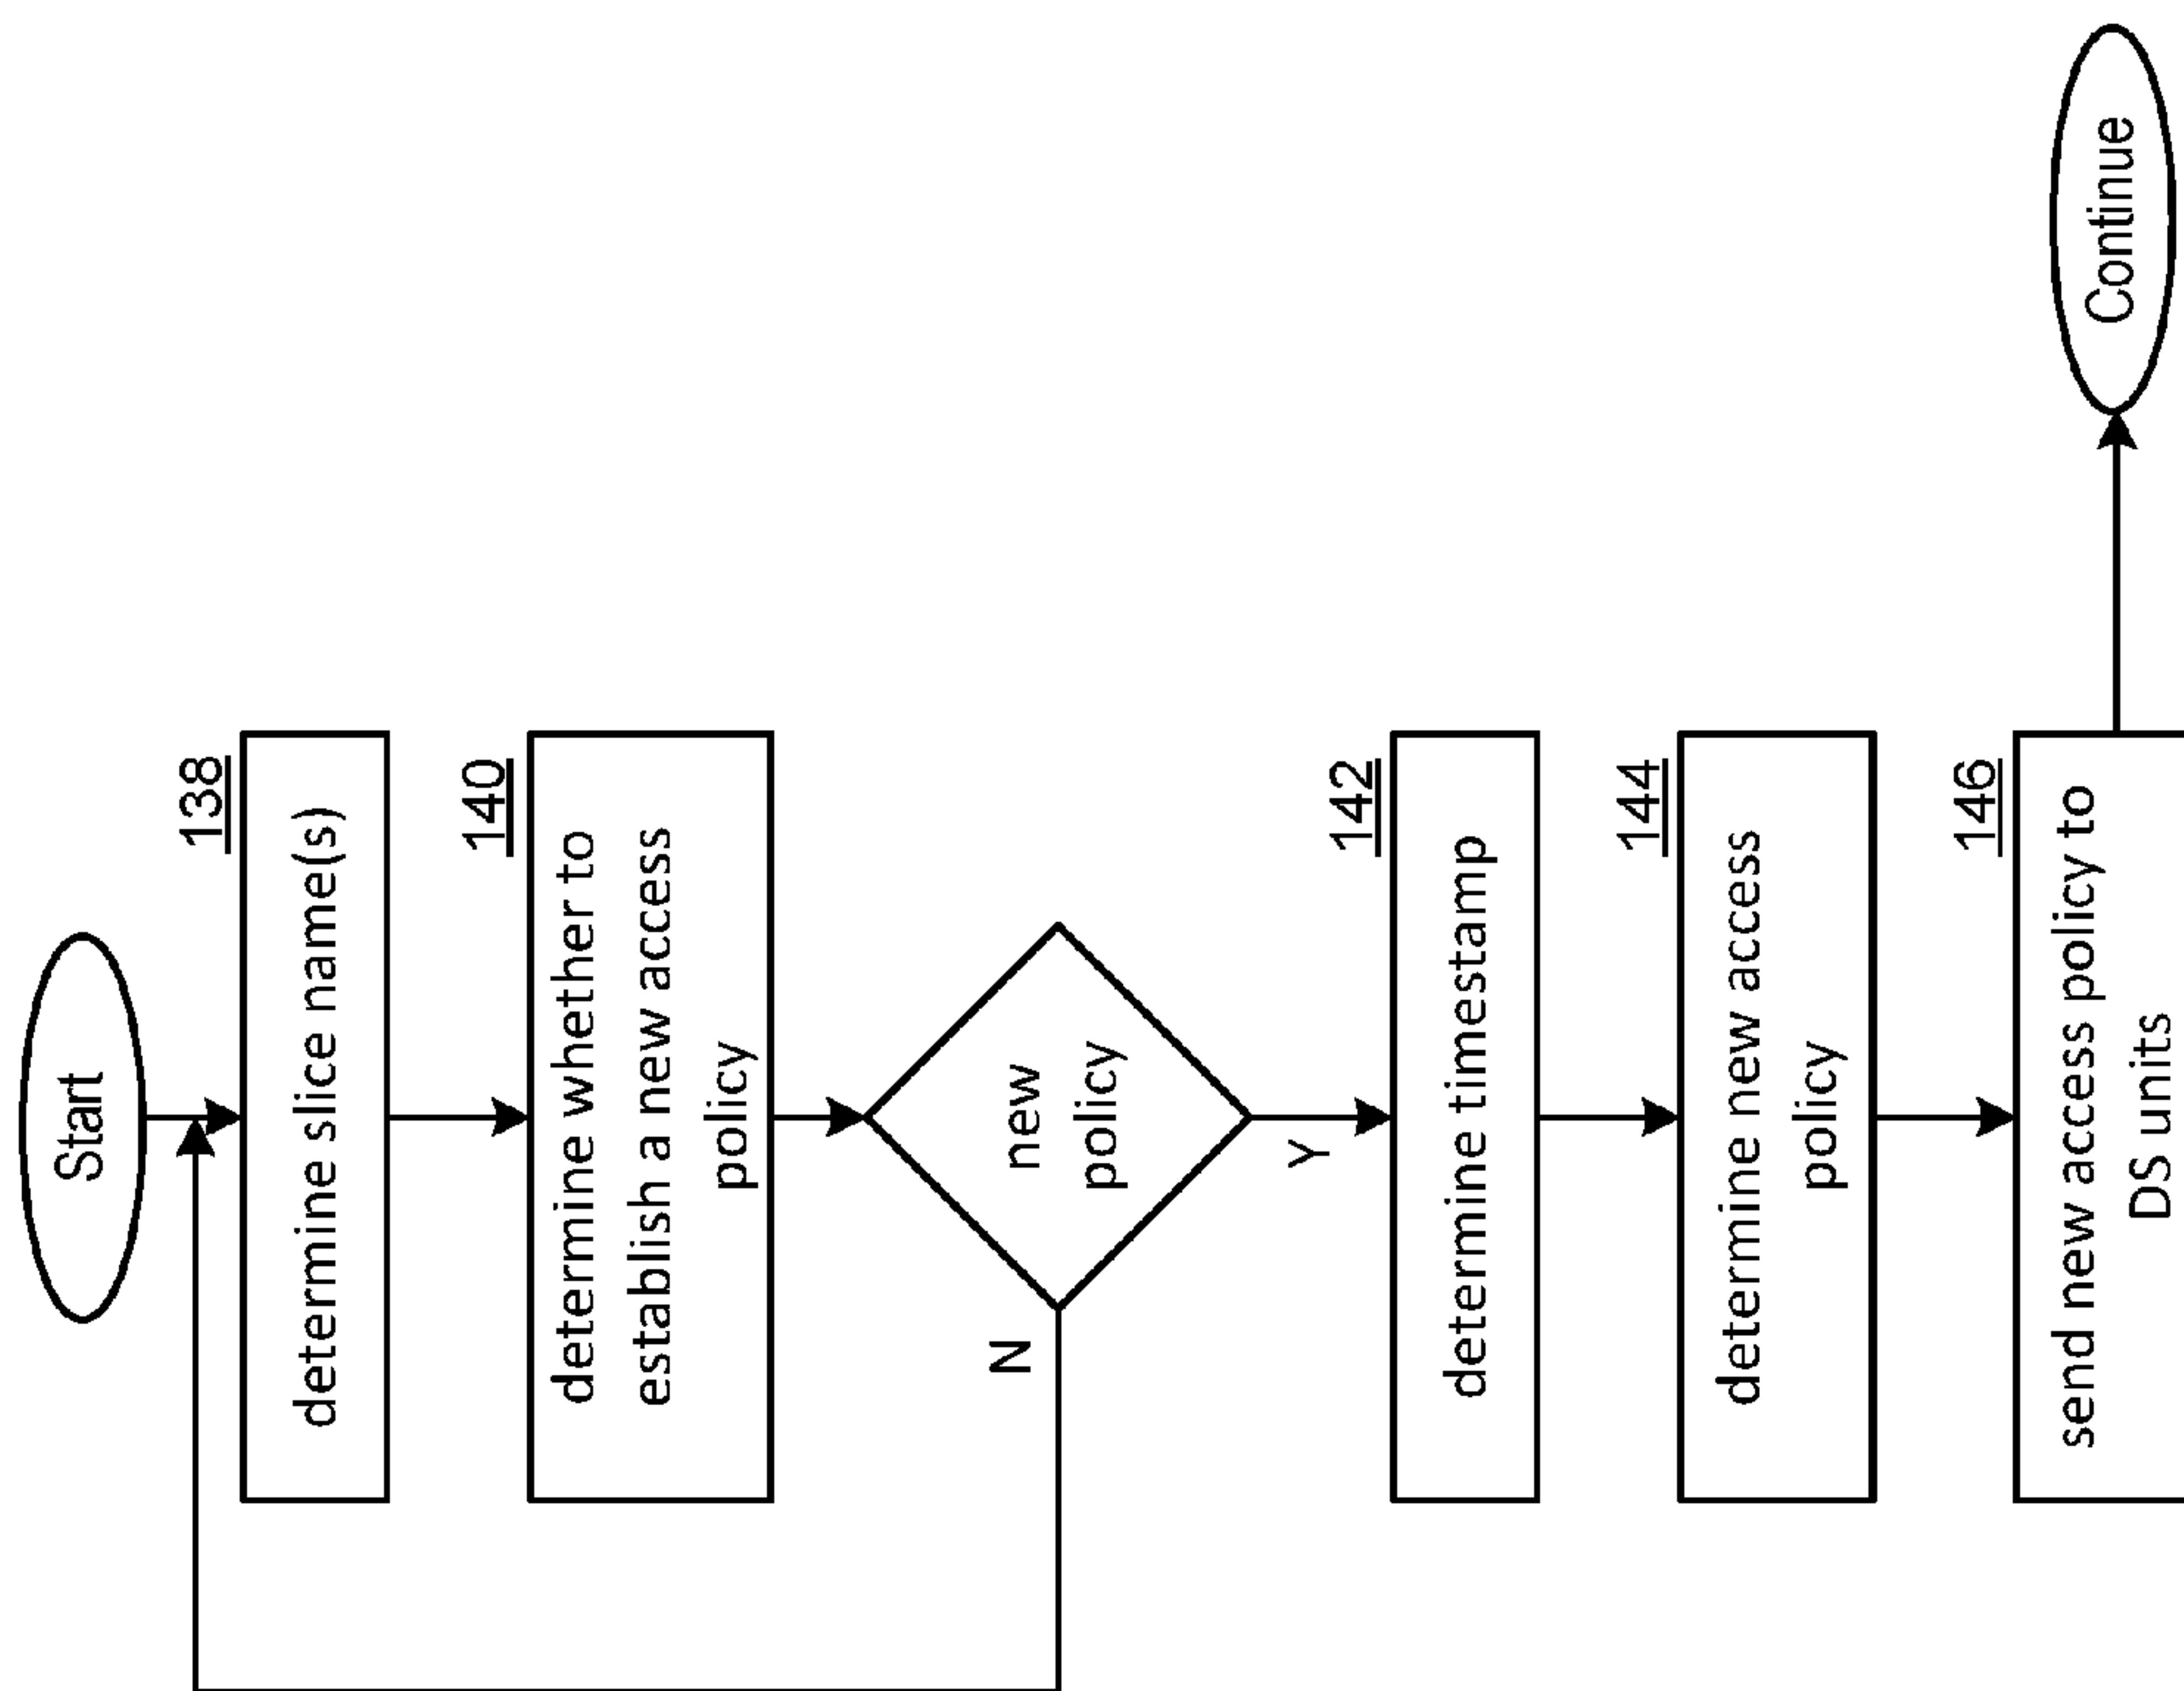 Start
138
determine slice name(s)
140
determine whether to
establish a new access
policy
new
policy
N
y
142
determine timestamp
144
determine new access
policy
146
send new access policy to
DS units
Continue